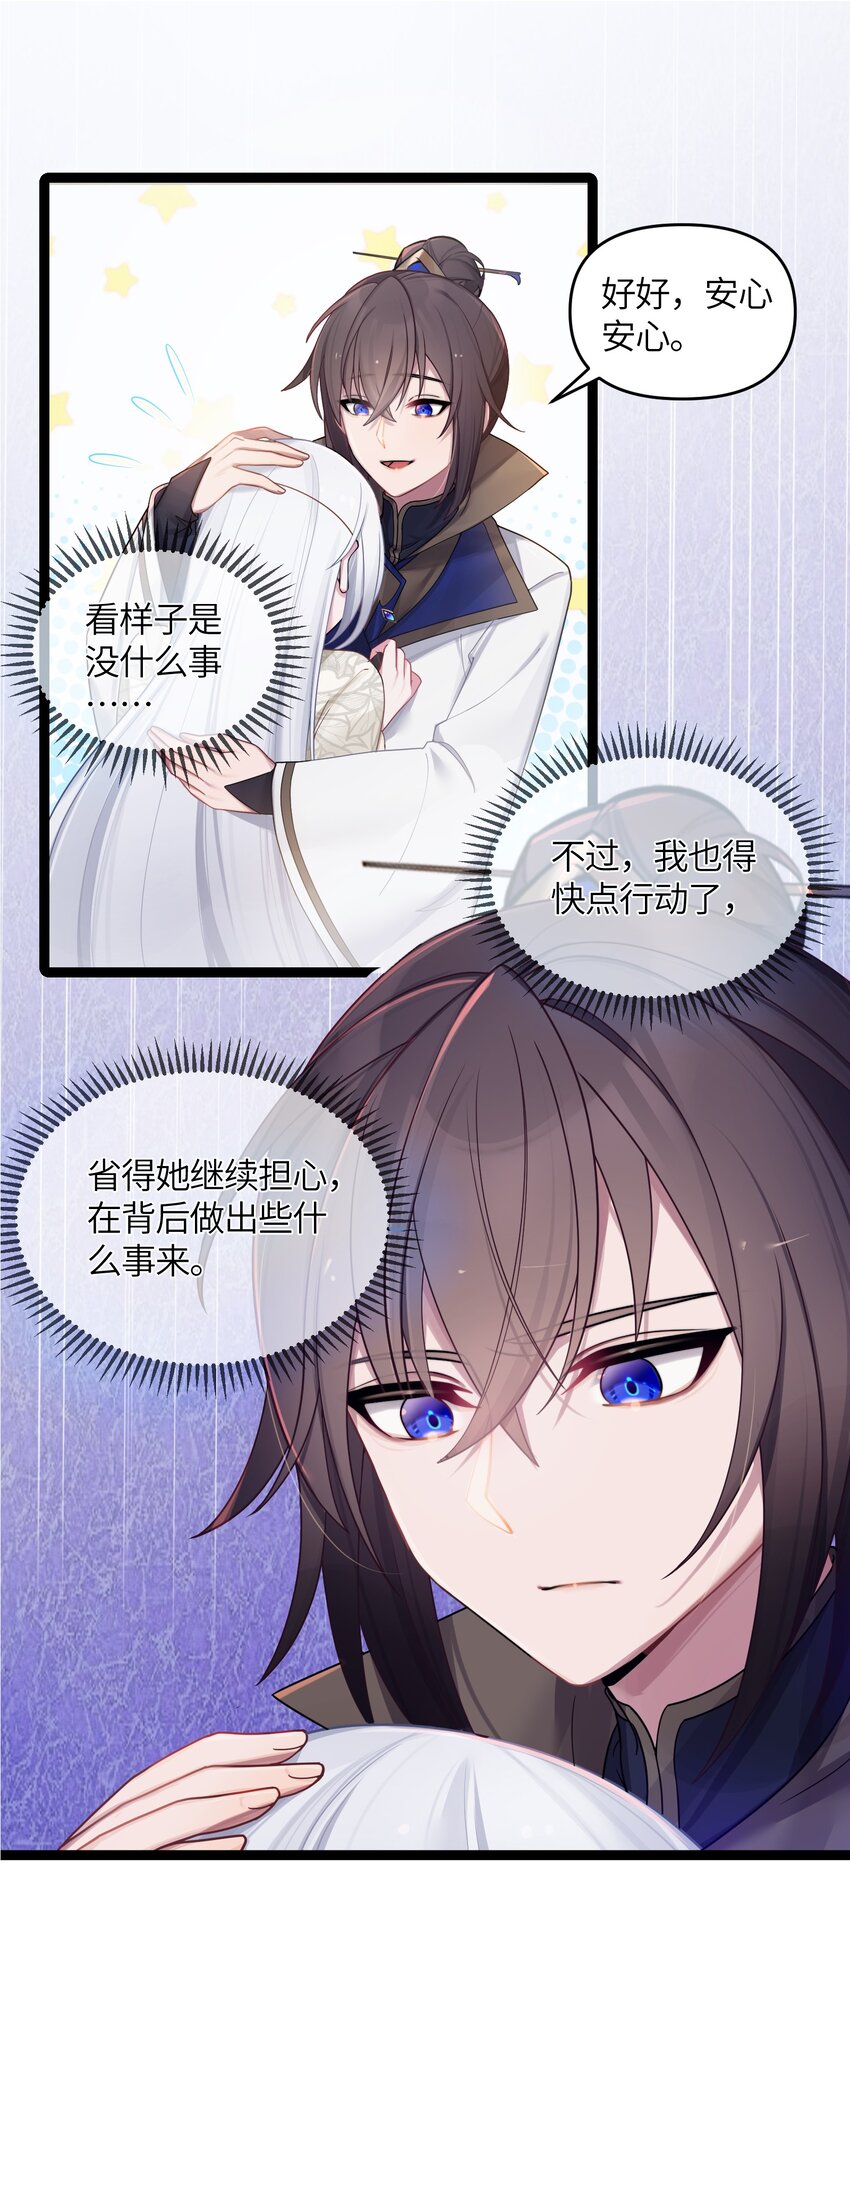 好好，安心
安心。
看样子是
没什么事
……
不过，我也得
快点行动了，
省得她继续担心，
在背后做出些什
么事来。